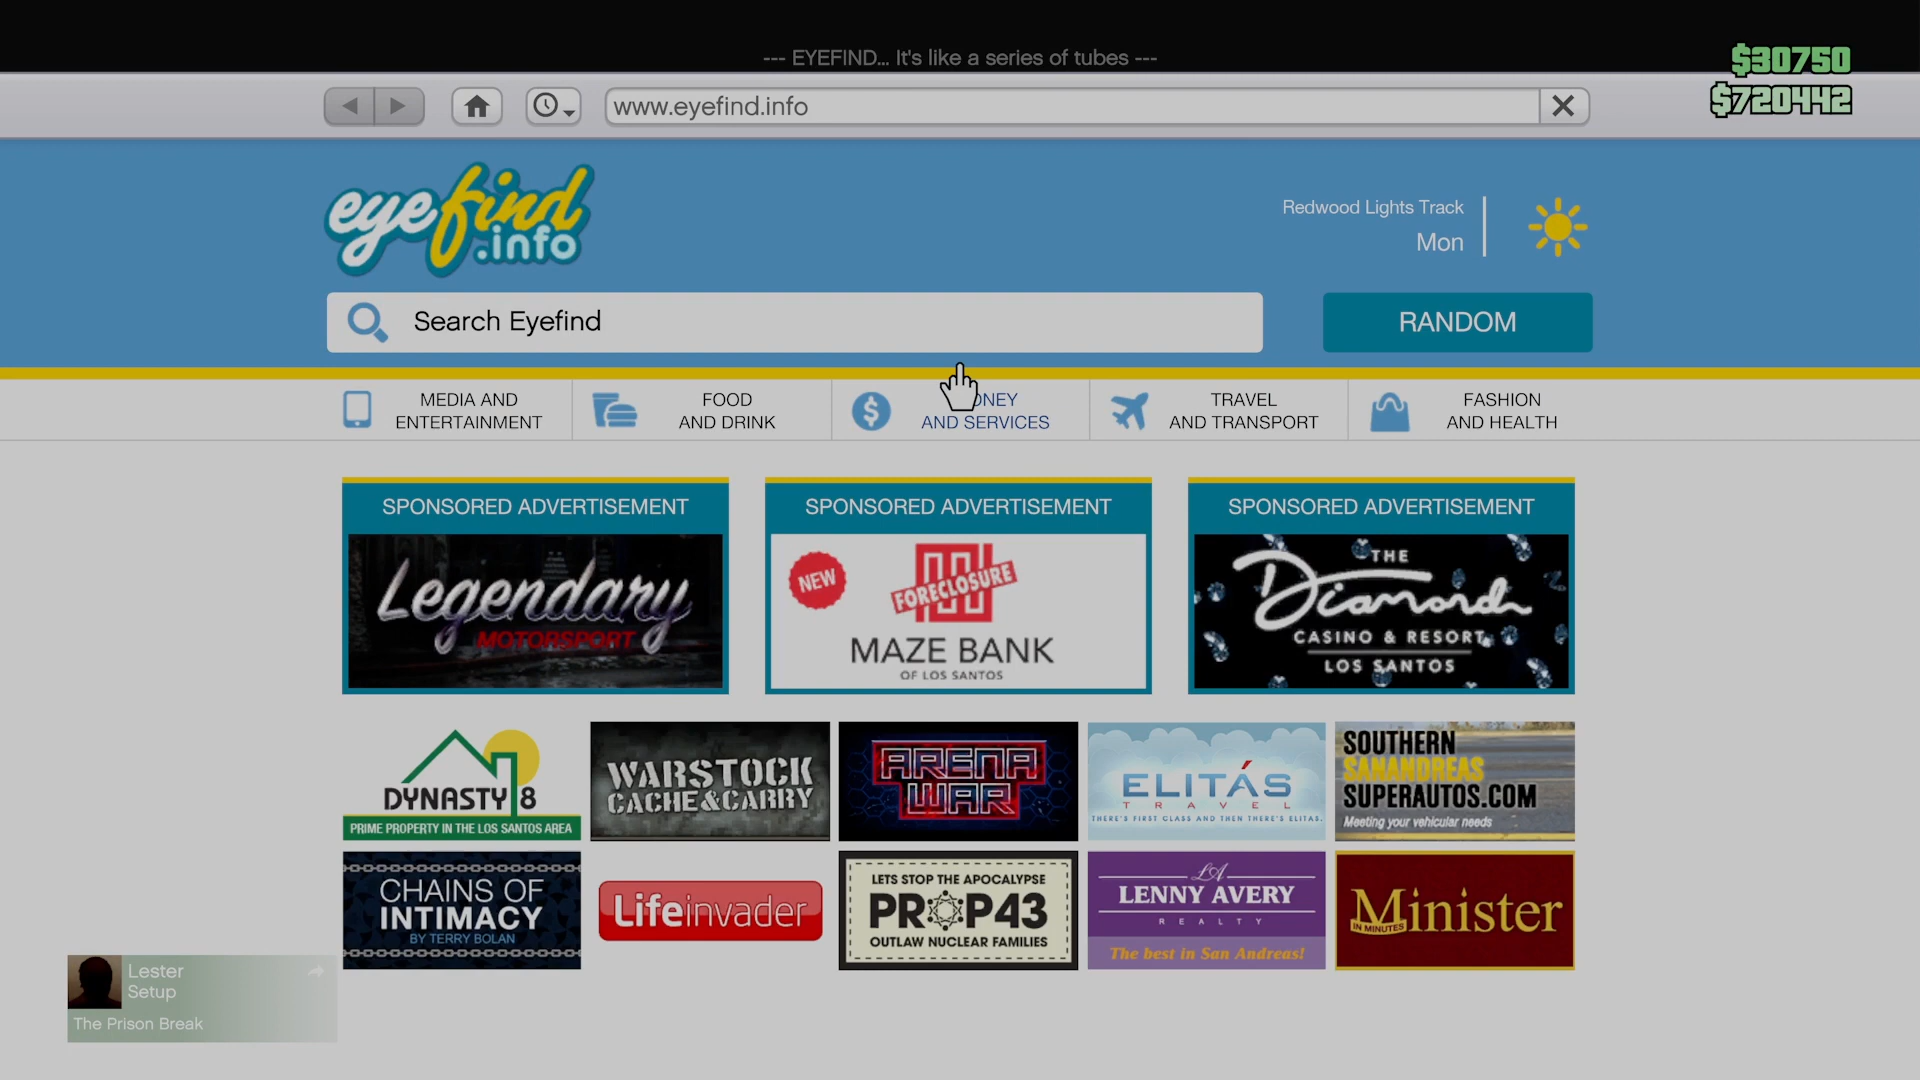 --- EYEFIND... It's like a series of tubes ---
$30750
$720442
www.eyefind.info
eyefind
.info
Redwood Lights Track
Mon
Search Eyefind
RANDOM
MEDIA AND
ENTERTAINMENT
FOOD
AND DRINK
ONEY
AND SERVICES
TRAVEL
AND TRANSPORT
FASHION
AND HEALTH
SPONSORED ADVERTISEMENT
Legendary
MOTORSPORT
SPONSORED ADVERTISEMENT
NEW
FORECLOSURE
MAZE BANK
OF LOS SANTOS
SPONSORED ADVERTISEMENT
THE
Diamond
CASINO & RESORT
LOS SANTOS
DYNASTY 8
PRIME PROPERTY IN THE LOS SANTOS AREA
WARSTOCK
CACHE&CARRY
ARENA
WAR
ELITÁS
TRAVEL
THERE'S FIRST CLASS AND THEN THERE'S ELITAS.
SOUTHERN
SANANDREAS
SUPERAUTOS.COM
Meeting your vehicular needs
CHAINS OF
INTIMACY
BY TERRY BOLAN
Lifeinvader
LETS STOP THE APOCALYPSE
PROP43
OUTLAW NUCLEAR FAMILIES
LA
LENNY AVERY
REALTY
The best in San Andreas!
Minister
IN MINUTES
Lester
Setup
The Prison Break